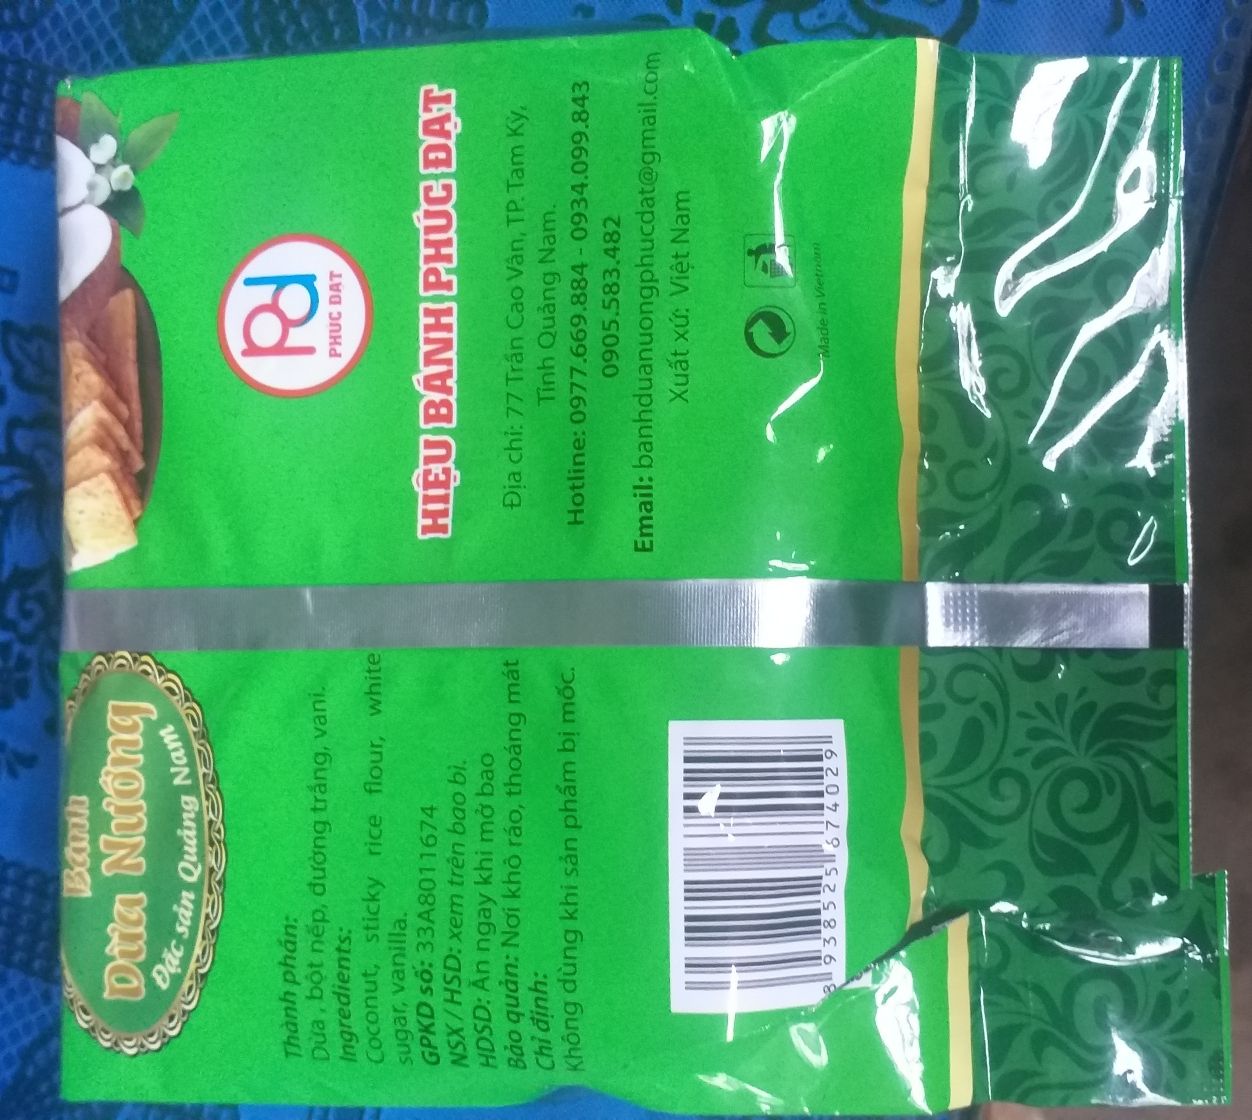 Bánh
Dừa Nướng
Đặc sản Quảng Nam
Thành phần:
Dừa , bột nếp, đường trắng, vani.
Ingredients:
Coconut, sticky rice flour, white
sugar, vanilla.
GPKD số: 33A8011674
NSX / HSD: xem trên bao bì.
HDSD: Ăn ngay khi mở bao
Bảo quản: Nơi khô ráo, thoáng mát
Chỉ định:
Không dùng khi sản phẩm bị mốc.
8 938525 674029
pd
PHÚC ĐẠT
HIỆU BÁNH PHÚC ĐẠT
Địa chỉ: 77 Trần Cao Vân, TP. Tam Kỳ,
Tỉnh Quảng Nam.
Hotline: 0977.669.884 - 0934.099.843
0905.583.482
Email: banhduanuongphucdat@gmail.com
Xuất xứ: Việt Nam
Made in Vietnam